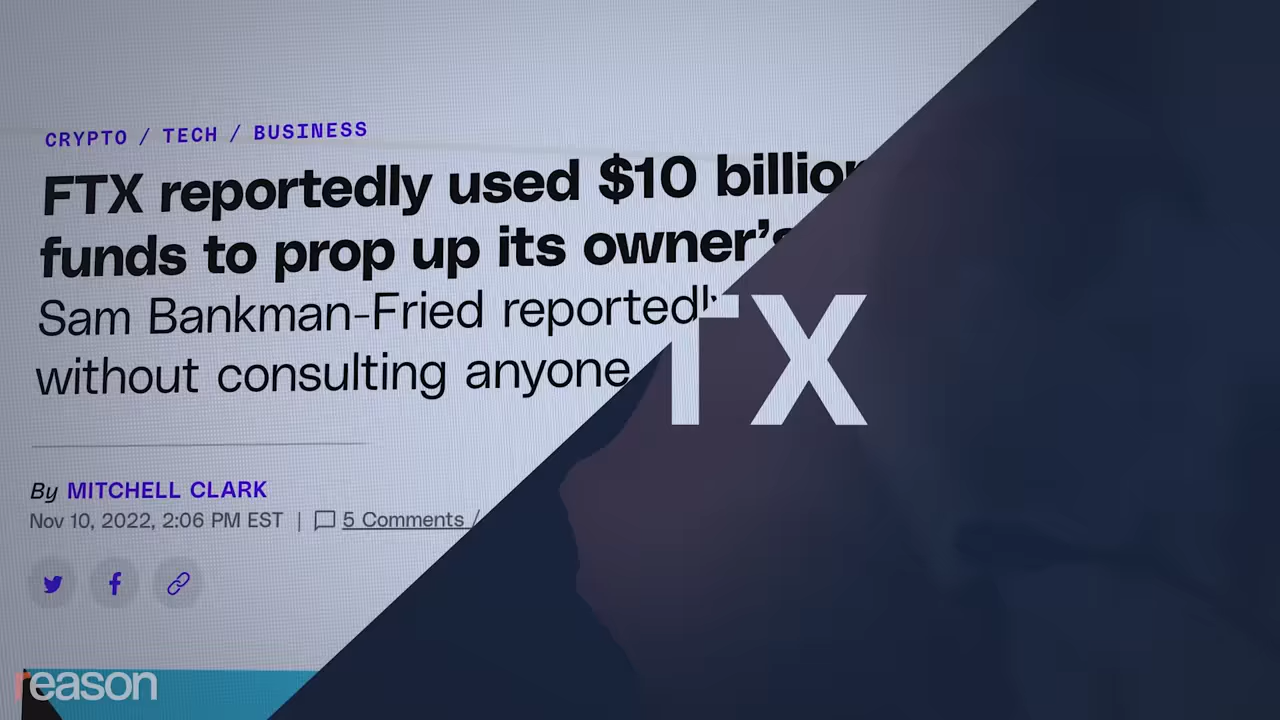 CRYPTO / TECH / BUSINESS
FTX reportedly used $10 billion
funds to prop up its owner's
Sam Bankman-Fried reportedly
without consulting anyone
TX
By MITCHELL CLARK
Nov 10, 2022, 2:06 PM EST | 5 Comments /
reason